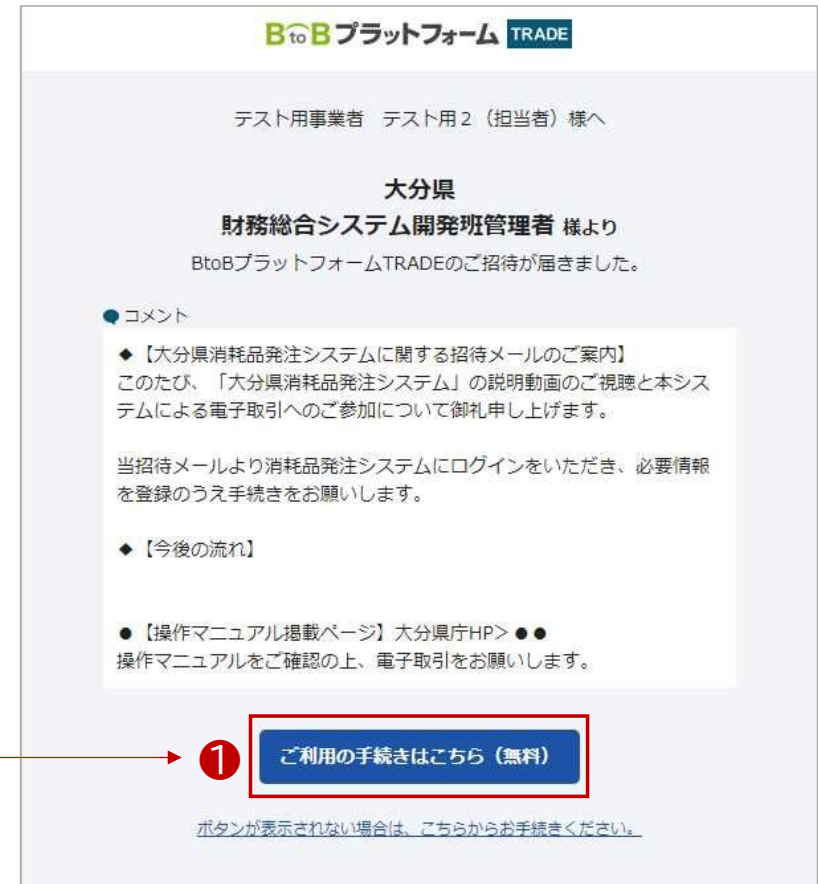 BtoBプラットフォーム TRADE
テスト用事業者　テスト用２（担当者）様へ
大分県
財務総合システム開発班管理者 様より
BtoBプラットフォームTRADEのご招待が届きました。
コメント
◆【大分県消耗品発注システムに関する招待メールのご案内】
このたび、「大分県消耗品発注システム」の説明動画のご視聴と本シス
テムによる電子取引へのご参加について御礼申し上げます。
当招待メールより消耗品発注システムにログインをいただき、必要情報
を登録のうえ手続きをお願いします。
◆【今後の流れ】
●【操作マニュアル掲載ページ】大分県庁HP>●●
操作マニュアルをご確認の上、電子取引をお願いします。
❶ ご利用の手続きはこちら（無料）
ボタンが表示されない場合は、こちらからお手続きください。